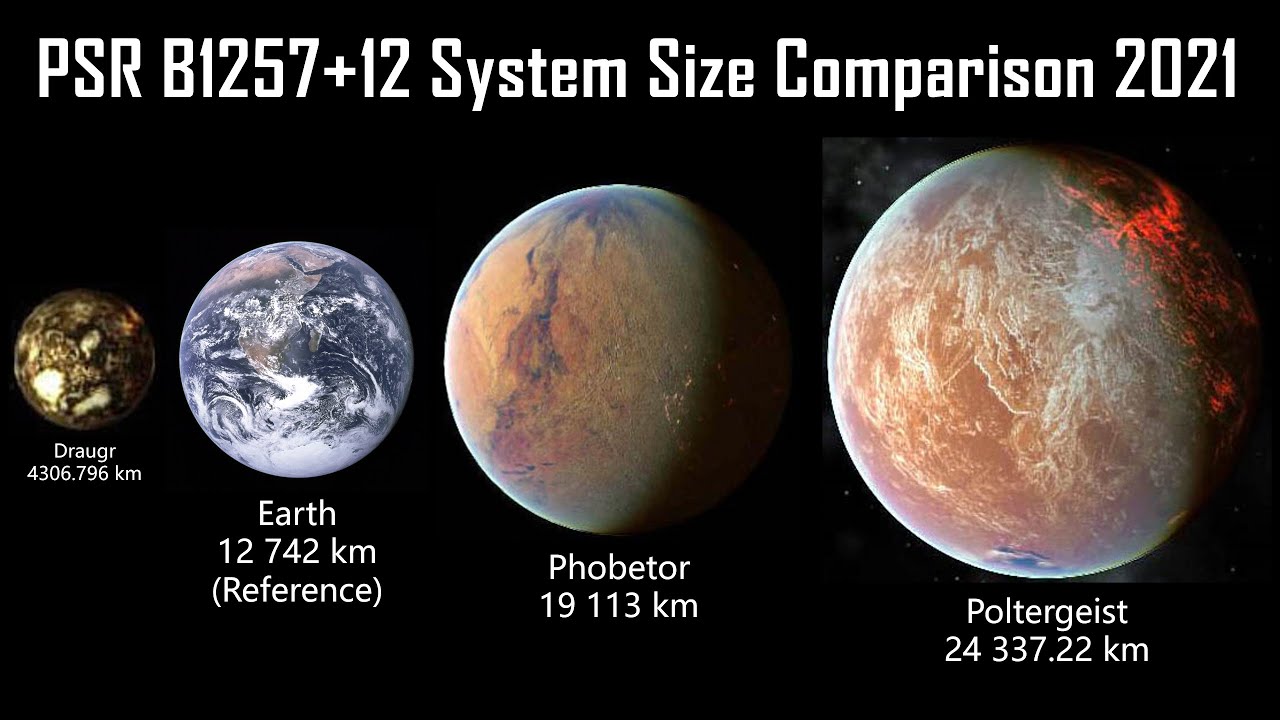 PSR B1257+12 System Size Comparison 2021
Draugr
4306.796 km
Earth
12 742 km
(Reference)
Phobetor
19 113 km
Poltergeist
24 337.22 km